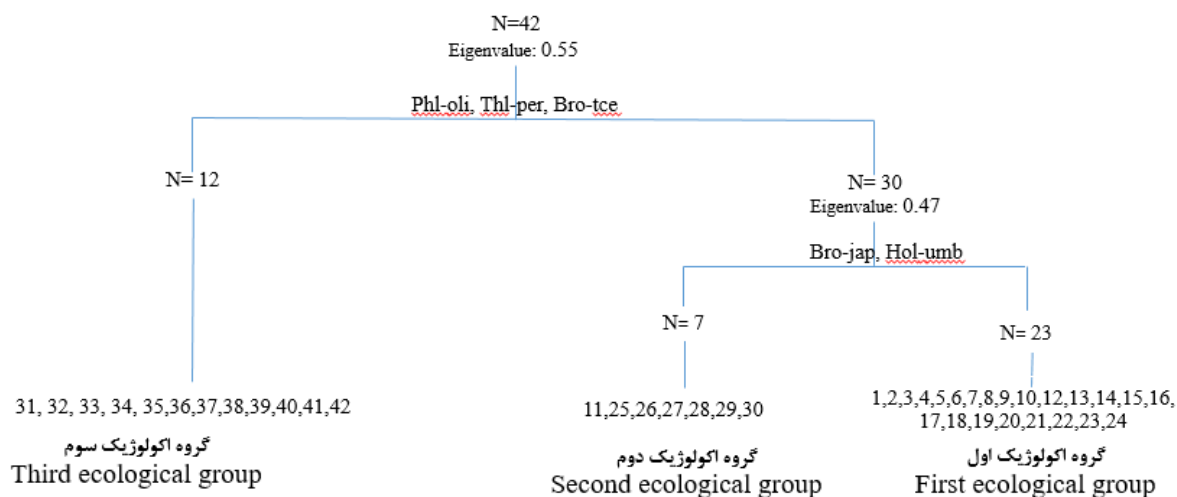 N=42
Eigenvalue: 0.55
Phl-oli, Thl-per, Bro-tce
N= 12
N= 30
Eigenvalue: 0.47
Bro-jap, Hol-umb
N= 7
N= 23
31, 32, 33, 34, 35,36,37,38,39,40,41,42
گروه اکولوژیک سوم
Third ecological group
11,25,26,27,28,29,30
گروه اکولوژیک دوم
Second ecological group
1,2,3,4,5,6,7,8,9,10,12,13,14,15,16,
17,18,19,20,21,22,23,24
گروه اکولوژیک اول
First ecological group